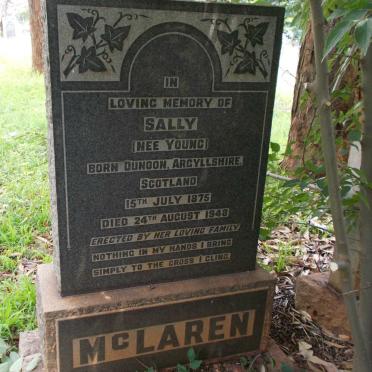 IN
LOVING MEMORY OF
SALLY
(NEE YOUNG)
BORN DUNOON, ARGYLLSHIRE,
SCOTLAND
15TH JULY 1875
DIED 24TH AUGUST 1948
ERECTED BY HER LOVING FAMILY
NOTHING IN MY HANDS I BRING
SIMPLY TO THE CROSS I CLING.
McLAREN